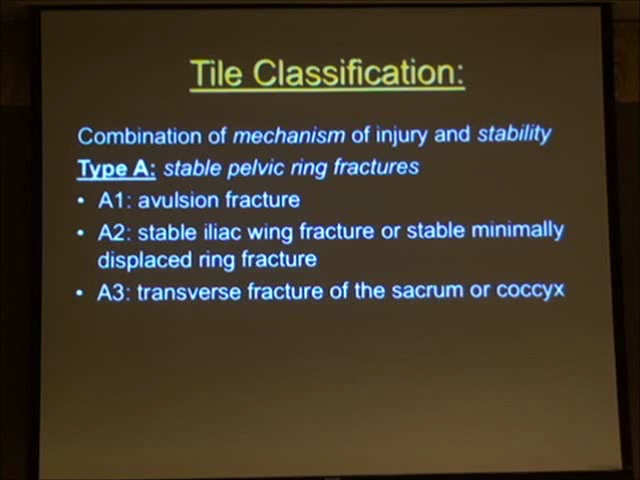 Tile Classification:
Combination of mechanism of injury and stability
Type A: stable pelvic ring fractures
• A1: avulsion fracture
• A2: stable iliac wing fracture or stable minimally
displaced ring fracture
• A3: transverse fracture of the sacrum or coccyx